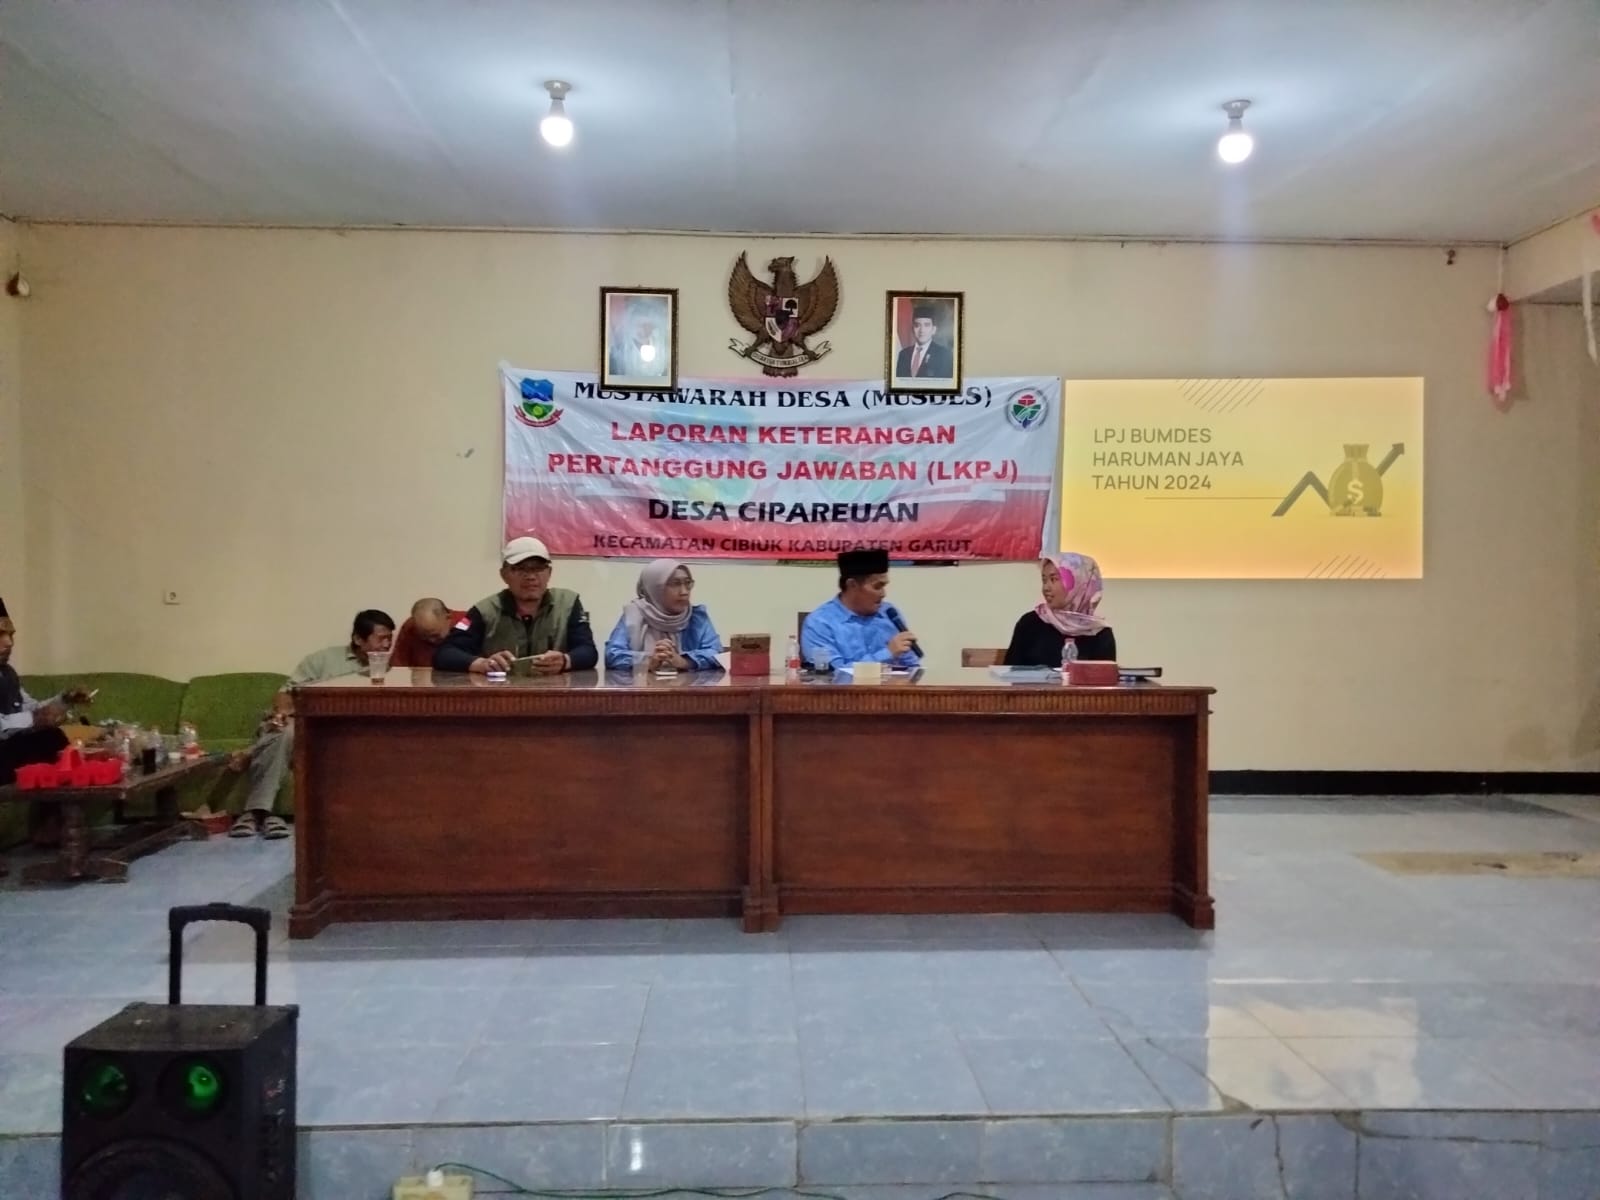 MUSYAWARAH DESA (MUSDES)
LAPORAN KETERANGAN
PERTANGGUNG JAWABAN (LKPJ)
DESA CIPAREUAN
KECAMATAN CIBIUK KABUPATEN GARUT
LPJ BUMDES
HARUMAN JAYA
TAHUN 2024